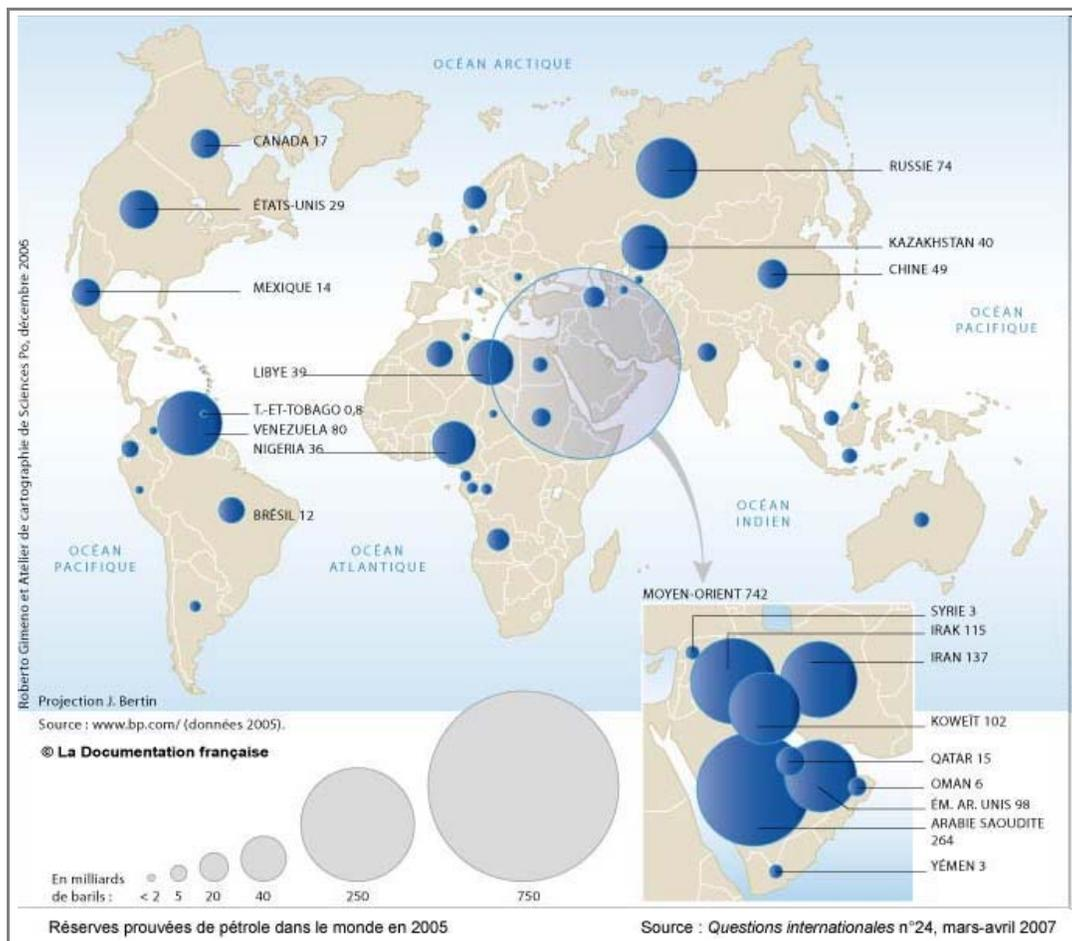 OCÉAN ARCTIQUE
CANADA 17
RUSSIE 74
ÉTATS-UNIS 29
KAZAKHSTAN 40
CHINE 49
MEXIQUE 14
OCÉAN
PACIFIQUE
LIBYE 39
T.-ET-TOBAGO 0,8
VENEZUELA 80
NIGERIA 36
BRÉSIL 12
OCÉAN
PACIFIQUE
OCÉAN
ATLANTIQUE
OCÉAN
INDIEN
MOYEN-ORIENT 742
SYRIE 3
IRAK 115
IRAN 137
KOWEÏT 102
QATAR 15
OMAN 6
ÉM. AR. UNIS 98
ARABIE SAOUDITE
264
YÉMEN 3
Roberto Gimeno et Atelier de cartographie de Sciences Po, décembre 2006
Projection J. Bertin
Source : www.bp.com/ (données 2005).
© La Documentation française
En milliards
de barils : < 2 5 20 40 250 750
Réserves prouvées de pétrole dans le monde en 2005
Source : Questions internationales n°24, mars-avril 2007